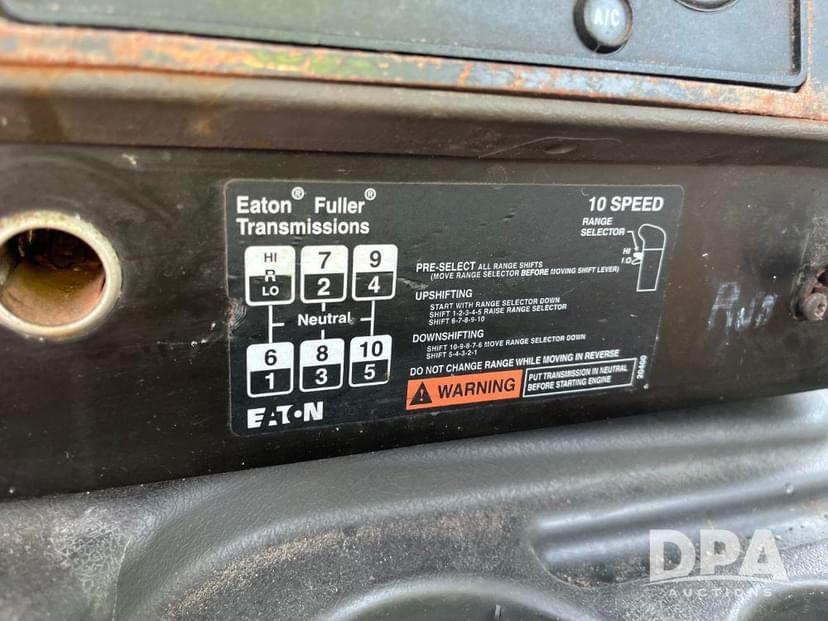 A/C
Eaton® Fuller®
Transmissions
10 SPEED
RANGE
SELECTOR
HI
LO
HI
R
LO
7
2
9
4
Neutral
6
1
8
3
10
5
PRE-SELECT ALL RANGE SHIFTS
(MOVE RANGE SELECTOR BEFORE MOVING SHIFT LEVER)
UPSHIFTING
START WITH RANGE SELECTOR DOWN
SHIFT 1-2-3-4-5 RAISE RANGE SELECTOR
SHIFT 6-7-8-9-10
DOWNSHIFTING
SHIFT 10-9-8-7-6 MOVE RANGE SELECTOR DOWN
SHIFT 5-4-3-2-1
DO NOT CHANGE RANGE WHILE MOVING IN REVERSE
WARNING
PUT TRANSMISSION IN NEUTRAL
BEFORE STARTING ENGINE
20460
EATON
DPA
AUCTIONS